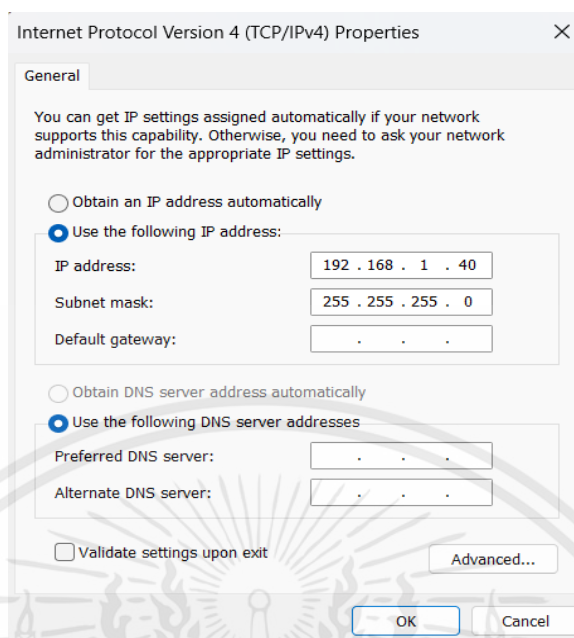 Internet Protocol Version 4 (TCP/IPv4) Properties
General
You can get IP settings assigned automatically if your network
supports this capability. Otherwise, you need to ask your network
administrator for the appropriate IP settings.
Obtain an IP address automatically
Use the following IP address:
IP address: 192 . 168 . 1 . 40
Subnet mask: 255 . 255 . 255 . 0
Default gateway: . . .
Obtain DNS server address automatically
Use the following DNS server addresses
Preferred DNS server: . . .
Alternate DNS server: . . .
Validate settings upon exit
Advanced...
OK Cancel